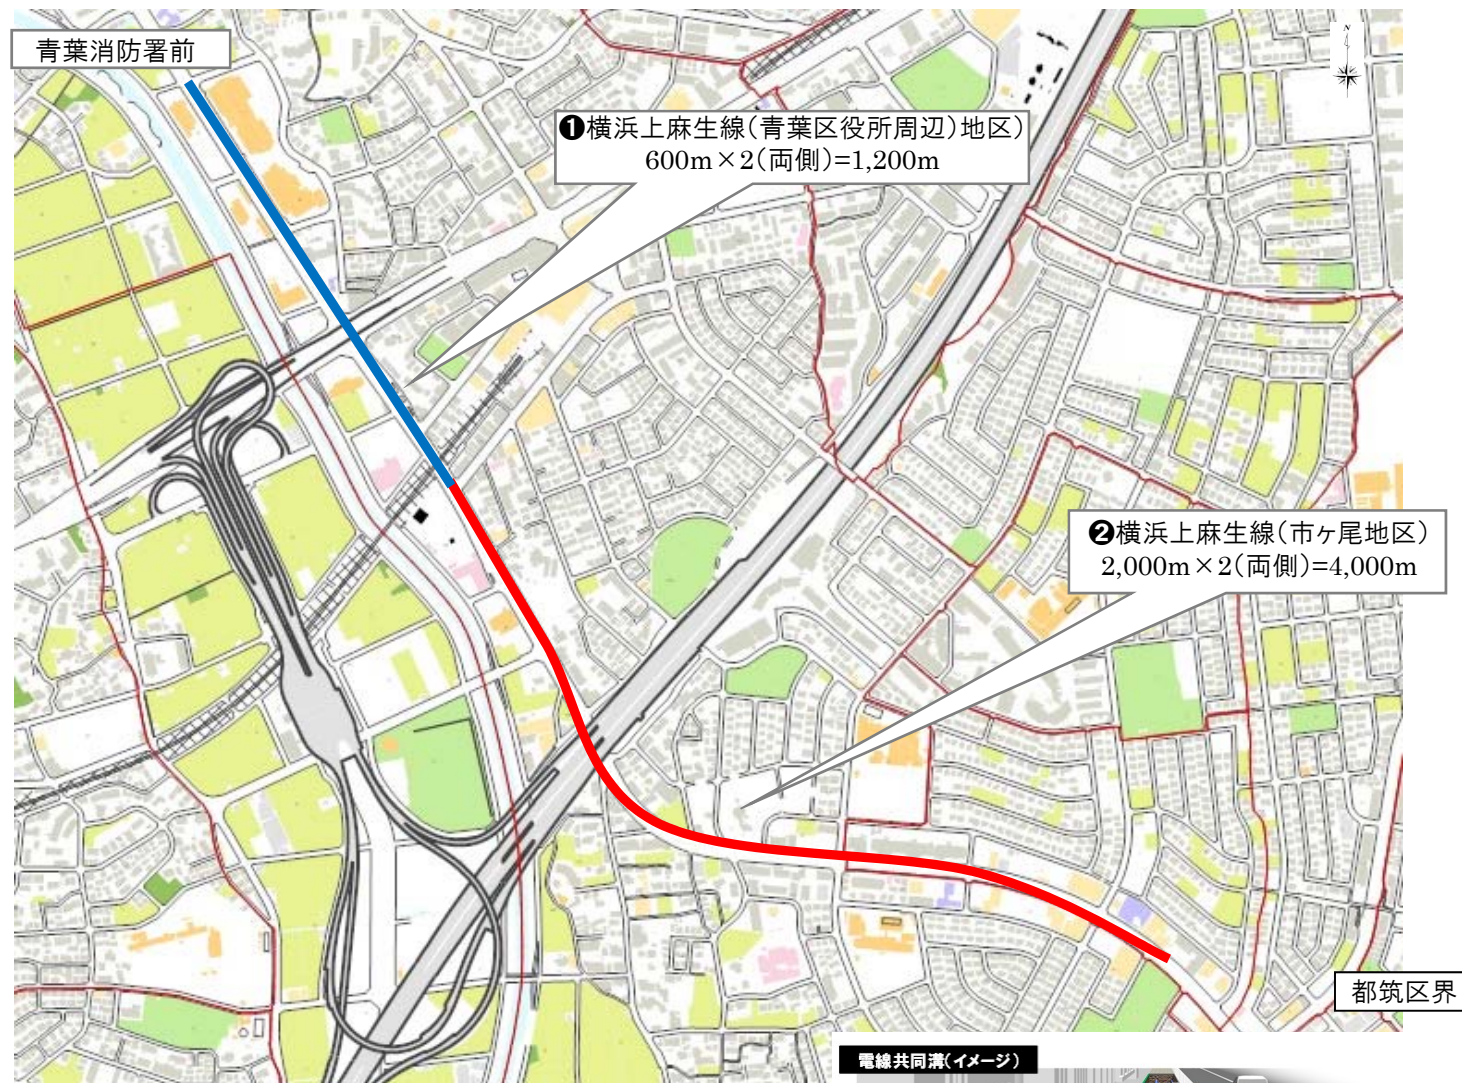 青葉消防署前
N
❶横浜上麻生線(青葉区役所周辺)地区)
600m×2(両側)=1,200m
❷横浜上麻生線(市ヶ尾地区)
2,000m×2(両側)=4,000m
都筑区界
電線共同溝(イメージ)